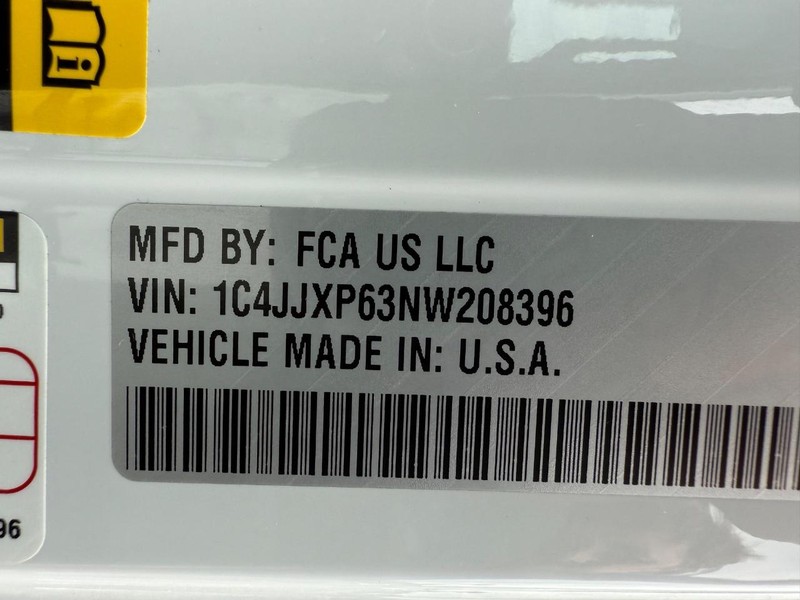 MFD BY: FCA US LLC
VIN: 1C4JJXP63NW208396
VEHICLE MADE IN: U.S.A.
96